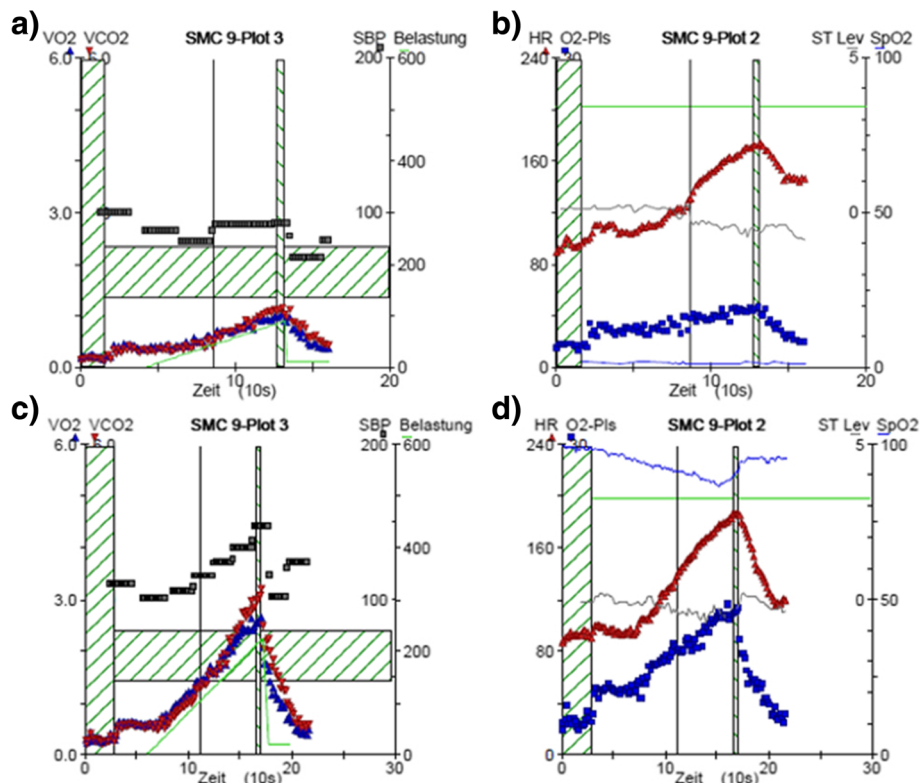 a)
SMC 9-Plot 3
VO2 VCO2 SBP Belastung
6.0 6.0 200 600
400
3.0 100
200
0.0 0
0 10 20
Zeit (10s)
b)
SMC 9-Plot 2
HR O2-Pls ST Lev SpO2
240 30 5 100
160
0 50
80
0 0
0 10 20
Zeit (10s)
c)
SMC 9-Plot 3
VO2 VCO2 SBP Belastung
6.0 6.0 200 600
400
3.0 100
200
0.0 0
0 10 20 30
Zeit (10s)
d)
SMC 9-Plot 2
HR O2-Pls ST Lev SpO2
240 30 5 100
160
0 50
80
0 0
0 10 20 30
Zeit (10s)